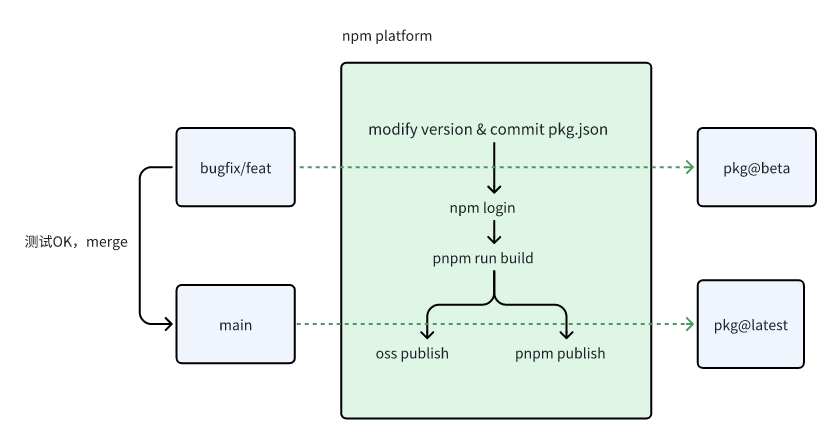 npm platform
modify version & commit pkg.json
bugfix/feat
pkg@beta
npm login
测试OK，merge
pnpm run build
main
pkg@latest
oss publish
pnpm publish